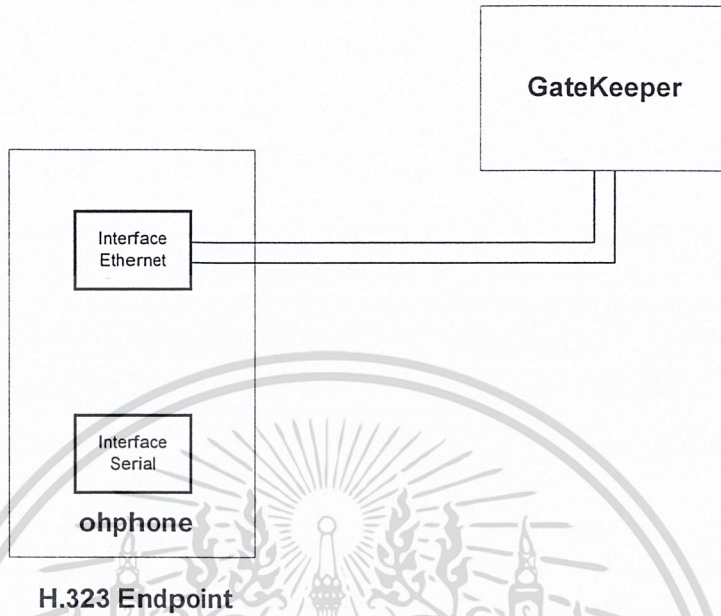 GateKeeper
Interface
Ethernet
Interface
Serial
ohphone
H.323 Endpoint